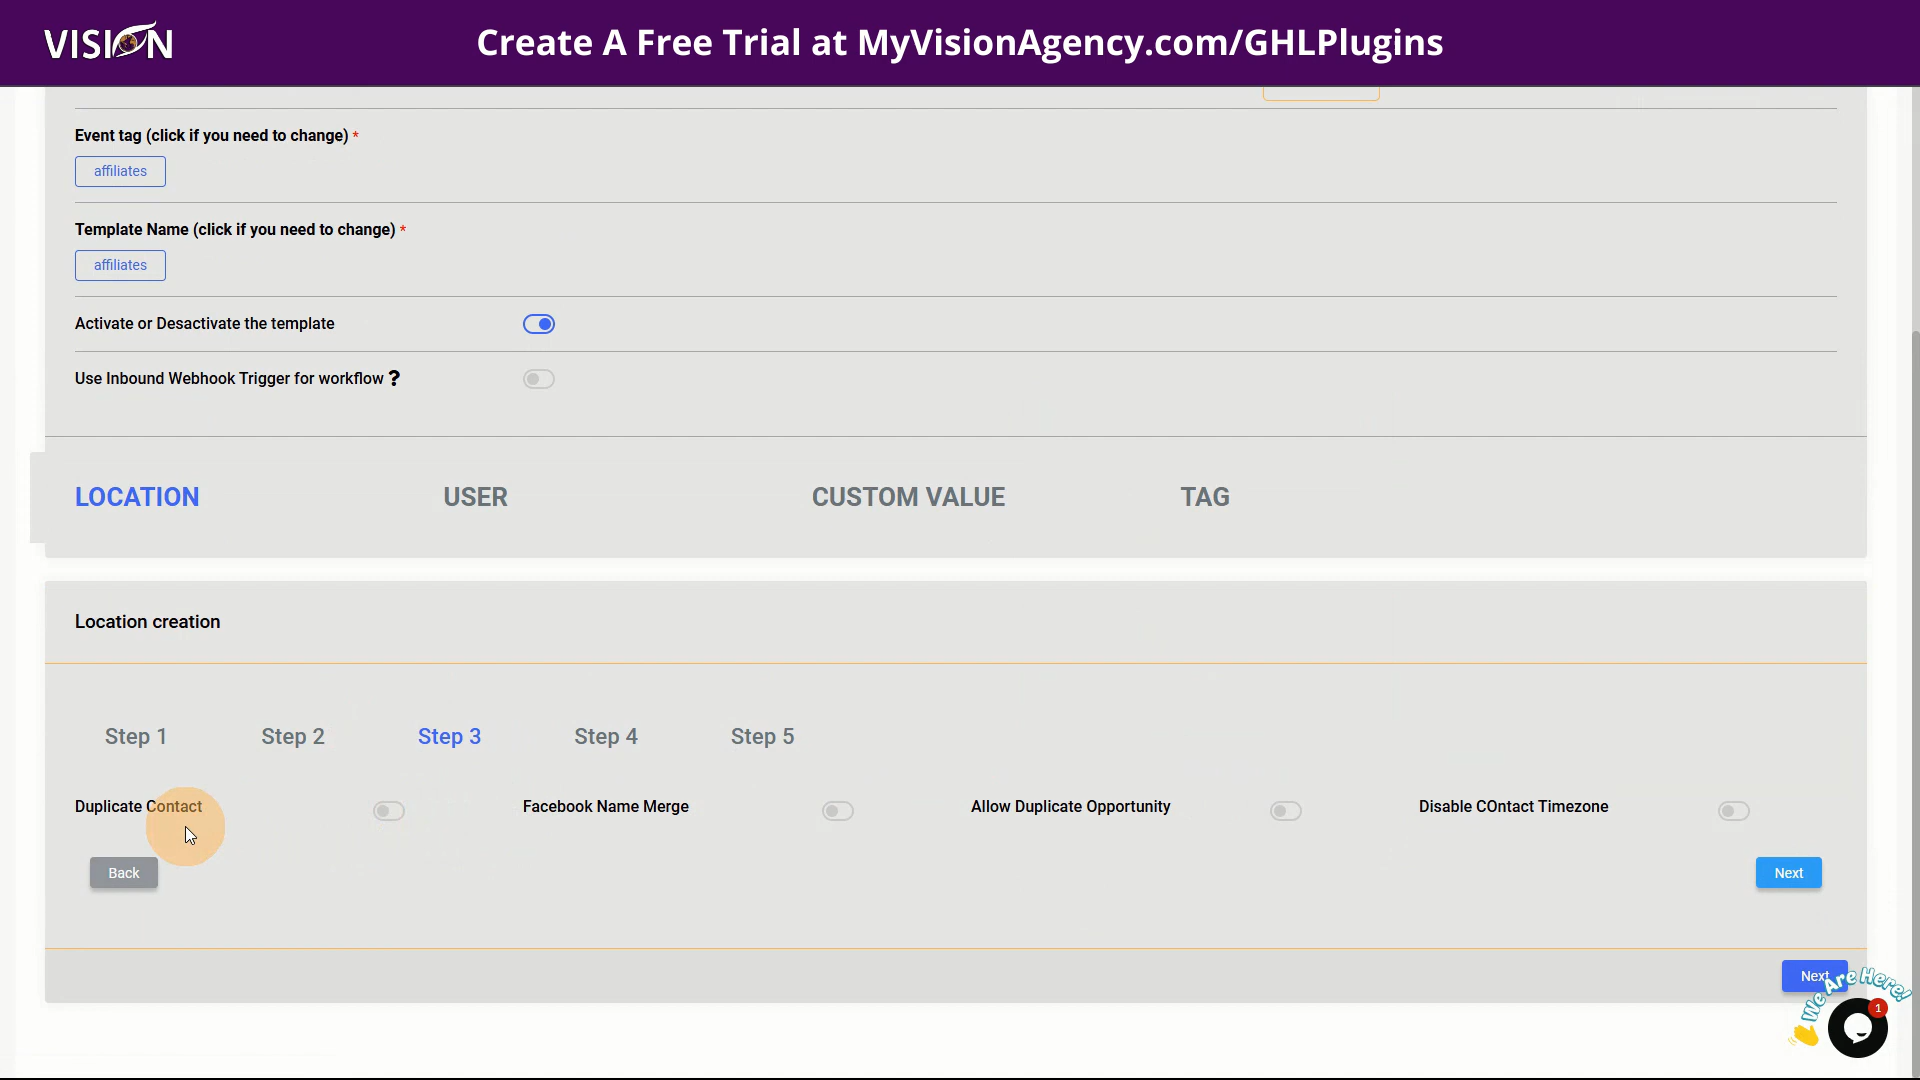 VISION
Create A Free Trial at MyVisionAgency.com/GHLPlugins
Event tag (click if you need to change) *
affiliates
Template Name (click if you need to change) *
affiliates
Activate or Desactivate the template
Use Inbound Webhook Trigger for workflow ?
LOCATION USER CUSTOM VALUE TAG
Location creation
Step 1 Step 2 Step 3 Step 4 Step 5
Duplicate Contact Facebook Name Merge Allow Duplicate Opportunity Disable COntact Timezone
Back Next
Next
We Are Here!
1